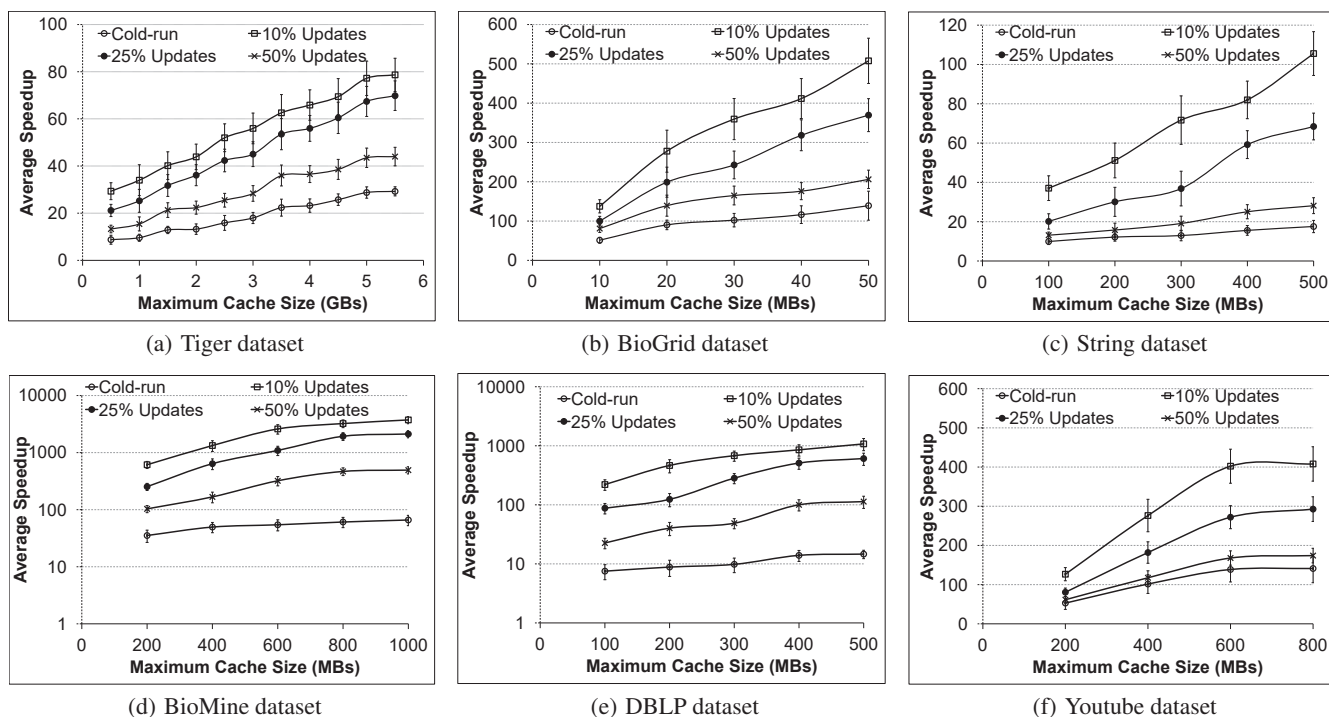 Cold-run 10% Updates
25% Updates 50% Updates
Average Speedup
100
80
60
40
20
0
0 1 2 3 4 5 6
Maximum Cache Size (GBs)
(a) Tiger dataset
Cold-run 10% Updates
25% Updates 50% Updates
Average Speedup
600
500
400
300
200
100
0
0 10 20 30 40 50
Maximum Cache Size (MBs)
(b) BioGrid dataset
Cold-run 10% Updates
25% Updates 50% Updates
Average Speedup
120
100
80
60
40
20
0
0 100 200 300 400 500
Maximum Cache Size (MBs)
(c) String dataset
Cold-run 10% Updates
25% Updates 50% Updates
Average Speedup
10000
1000
100
10
1
0 200 400 600 800 1000
Maximum Cache Size (MBs)
(d) BioMine dataset
Cold-run 10% Updates
25% Updates 50% Updates
Average Speedup
10000
1000
100
10
1
0 100 200 300 400 500
Maximum Cache Size (MBs)
(e) DBLP dataset
Cold-run 10% Updates
25% Updates 50% Updates
Average Speedup
600
500
400
300
200
100
0
0 200 400 600 800
Maximum Cache Size (MBs)
(f) Youtube dataset